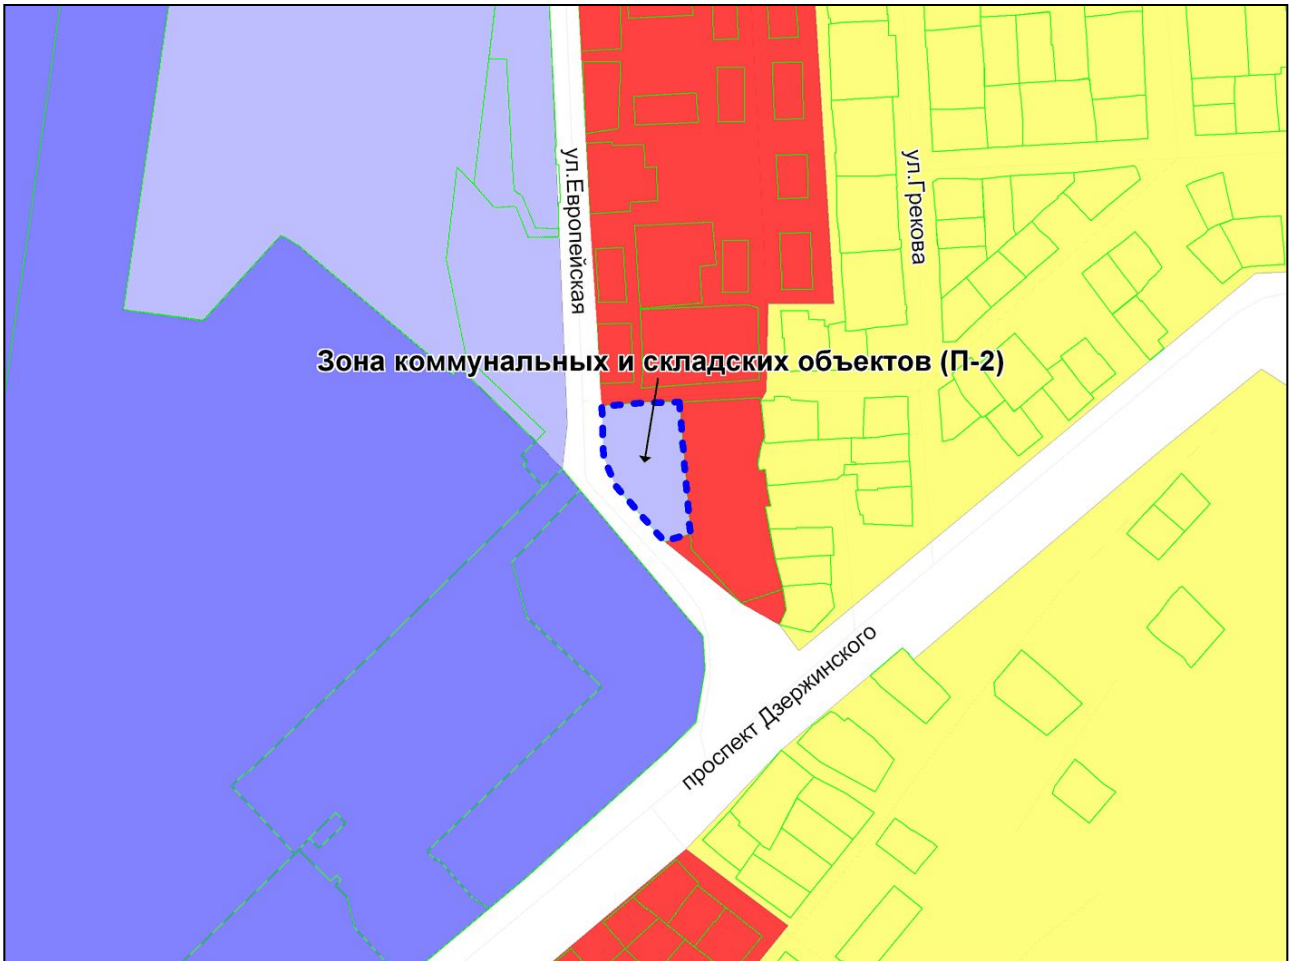 ул.Европейская
ул.Грекова
Зона коммунальных и складских объектов (П-2)
проспект Дзержинского